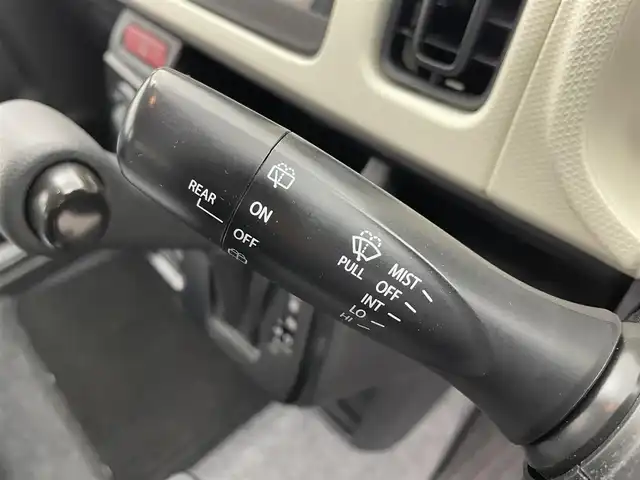 REAR
ON
OFF
PULL
MIST
OFF
INT
LO
HI